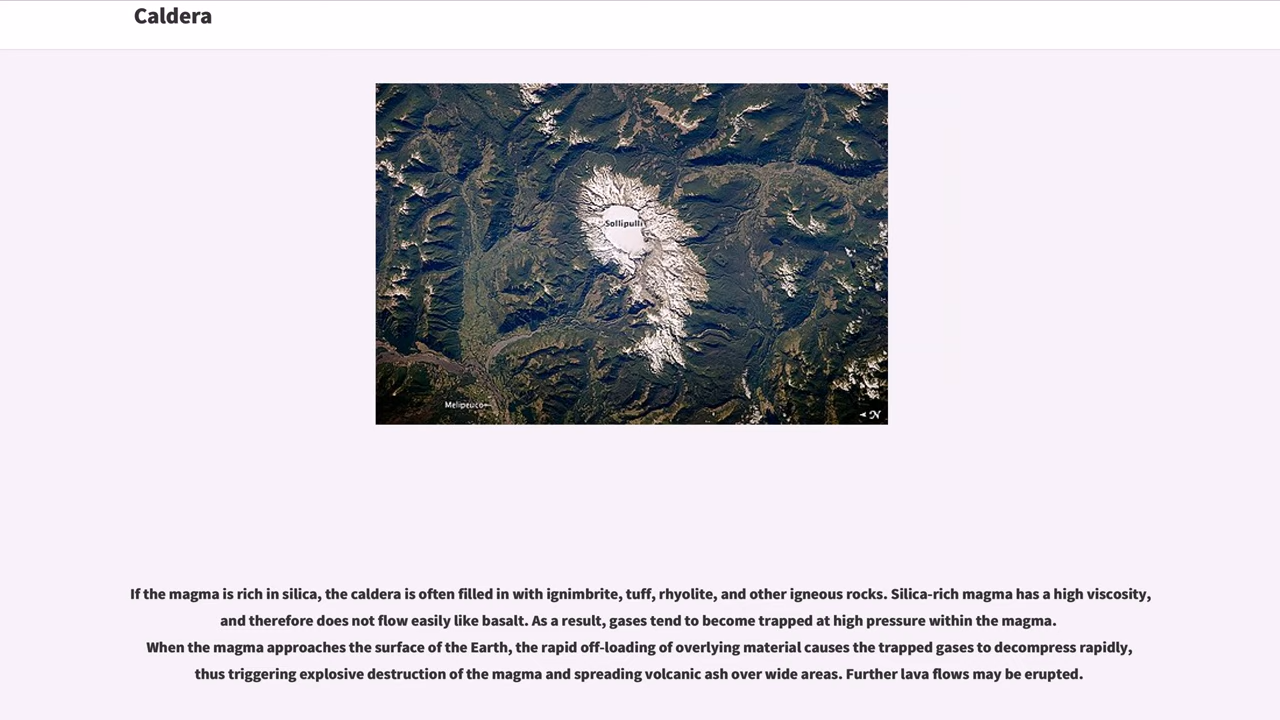 Caldera
Sollipulli
Melipeuco
N
If the magma is rich in silica, the caldera is often filled in with ignimbrite, tuff, rhyolite, and other igneous rocks. Silica-rich magma has a high viscosity,
and therefore does not flow easily like basalt. As a result, gases tend to become trapped at high pressure within the magma.
When the magma approaches the surface of the Earth, the rapid off-loading of overlying material causes the trapped gases to decompress rapidly,
thus triggering explosive destruction of the magma and spreading volcanic ash over wide areas. Further lava flows may be erupted.